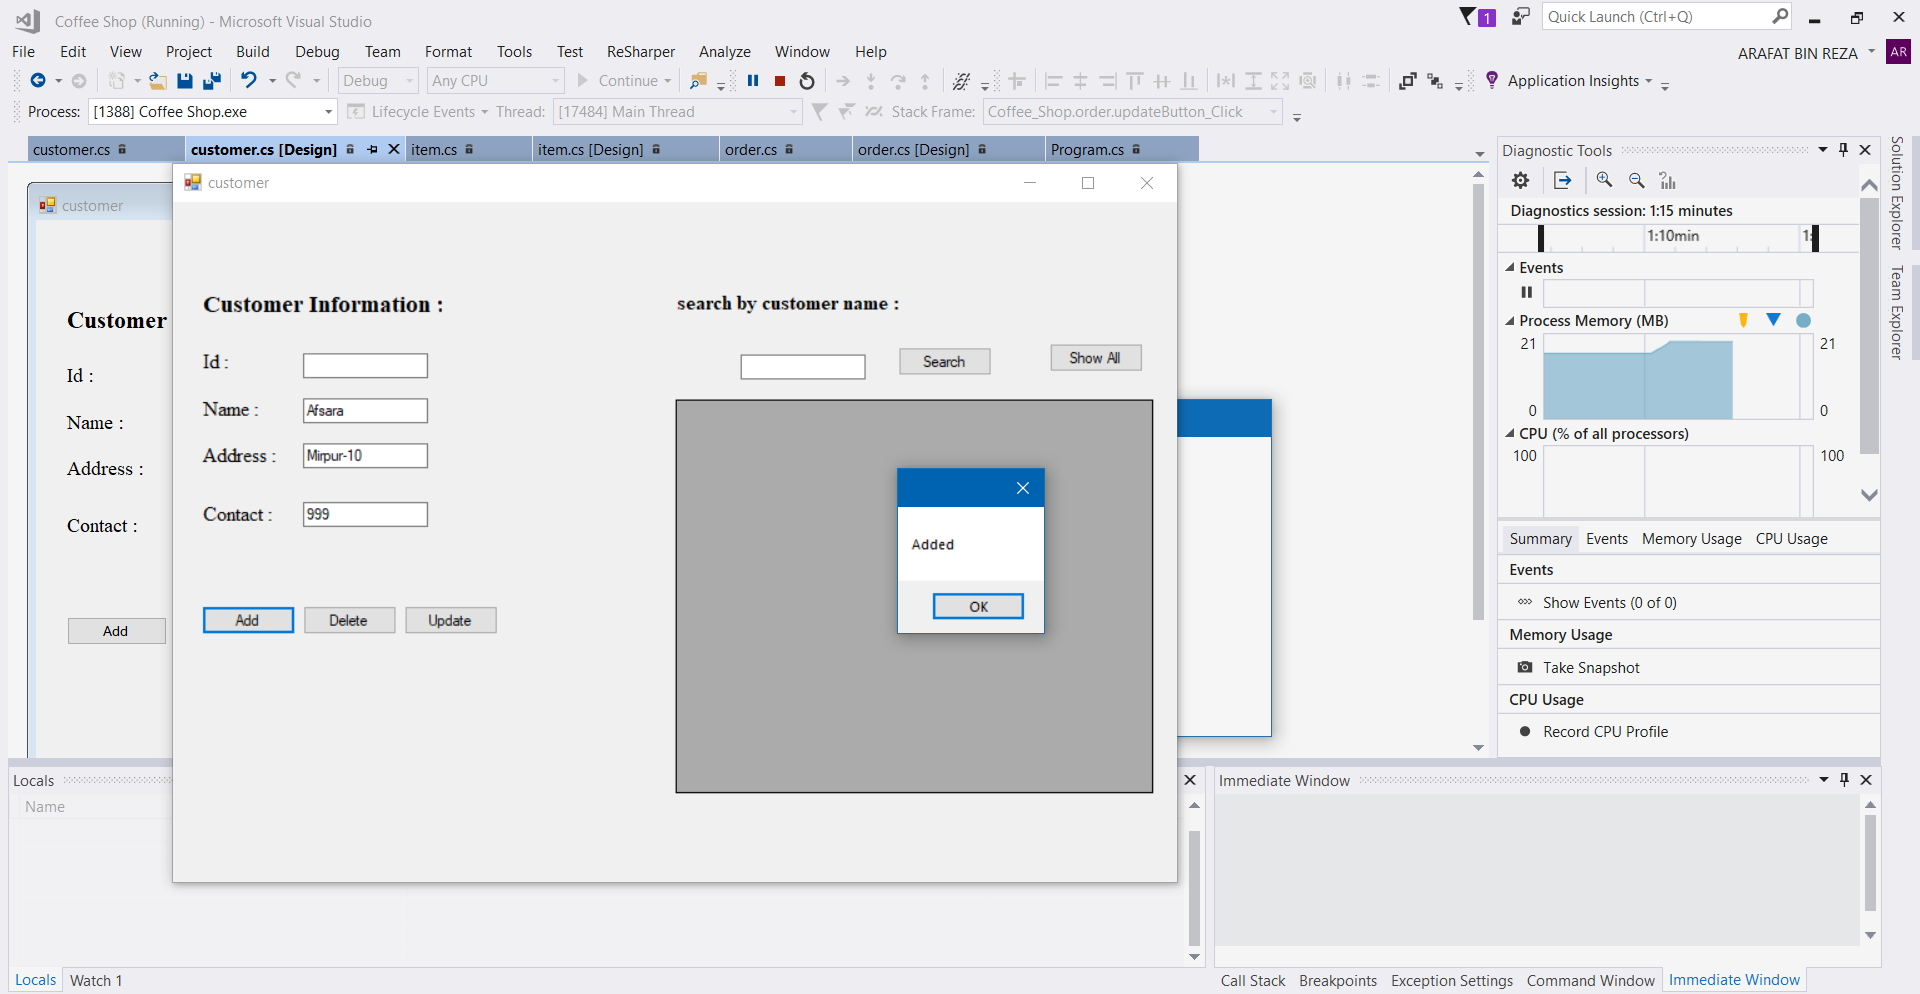 Coffee Shop (Running) - Microsoft Visual Studio
1
Quick Launch (Ctrl+Q)
File Edit View Project Build Debug Team Format Tools Test ReSharper Analyze Window Help
ARAFAT BIN REZA AR
Debug Any CPU Continue Application Insights
Process: [1388] Coffee Shop.exe Lifecycle Events Thread: [17484] Main Thread Stack Frame: Coffee_Shop.order.updateButton_Click
customer.cs customer.cs [Design] item.cs item.cs [Design] order.cs order.cs [Design] Program.cs
customer
Customer
Id :
Name :
Address :
Contact :
Add
customer
Customer Information :
Id :
Name : Afsara
Address : Mirpur-10
Contact : 999
Add Delete Update
search by customer name :
Search Show All
Added
OK
Diagnostic Tools
Diagnostics session: 1:15 minutes
1:10min
Events
Process Memory (MB)
21 21
0 0
CPU (% of all processors)
100 100
Summary Events Memory Usage CPU Usage
Events
Show Events (0 of 0)
Memory Usage
Take Snapshot
CPU Usage
Record CPU Profile
Solution Explorer
Team Explorer
Locals
Name
Locals Watch 1
Immediate Window
Call Stack Breakpoints Exception Settings Command Window Immediate Window